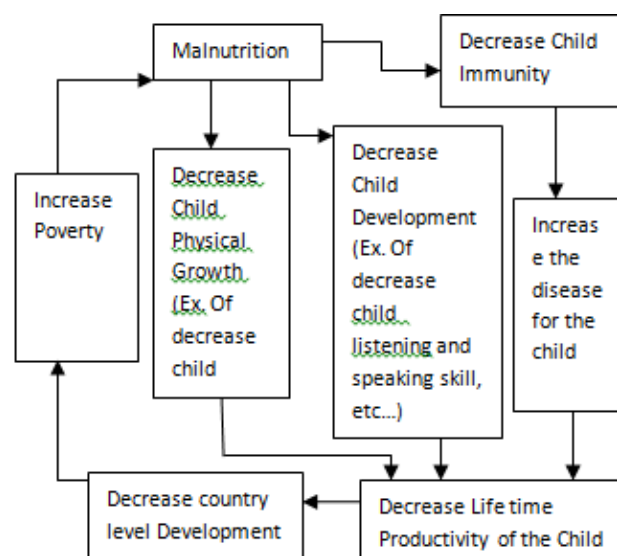 Malnutrition
Decrease Child
Immunity
Increase
Poverty
Decrease
Child
Physical
Growth
(Ex. Of
decrease
child
Decrease
Child
Development
(Ex. Of
decrease
child
listening and
speaking skill,
etc...)
Increas
e the
disease
for the
child
Decrease country
level Development
Decrease Life time
Productivity of the Child